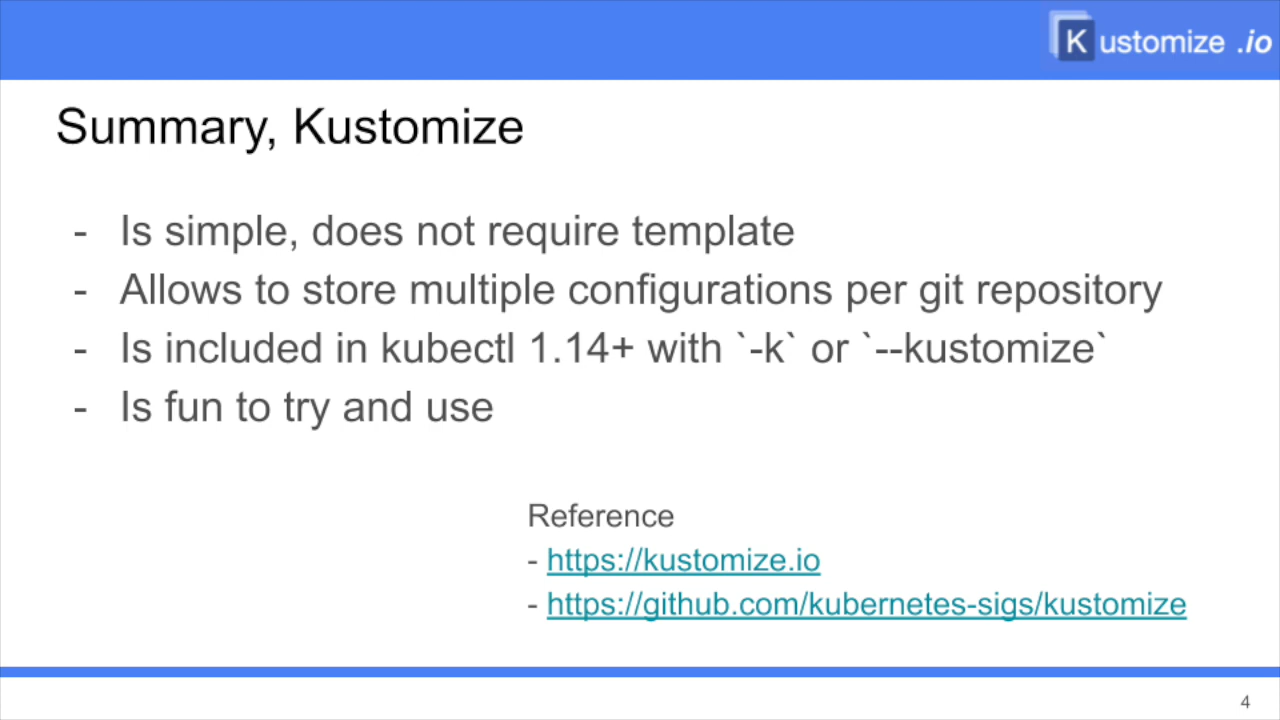 Kustomize .io
Summary, Kustomize
- Is simple, does not require template
- Allows to store multiple configurations per git repository
- Is included in kubectl 1.14+ with `-k` or `--kustomize`
- Is fun to try and use
Reference
- https://kustomize.io
- https://github.com/kubernetes-sigs/kustomize
4